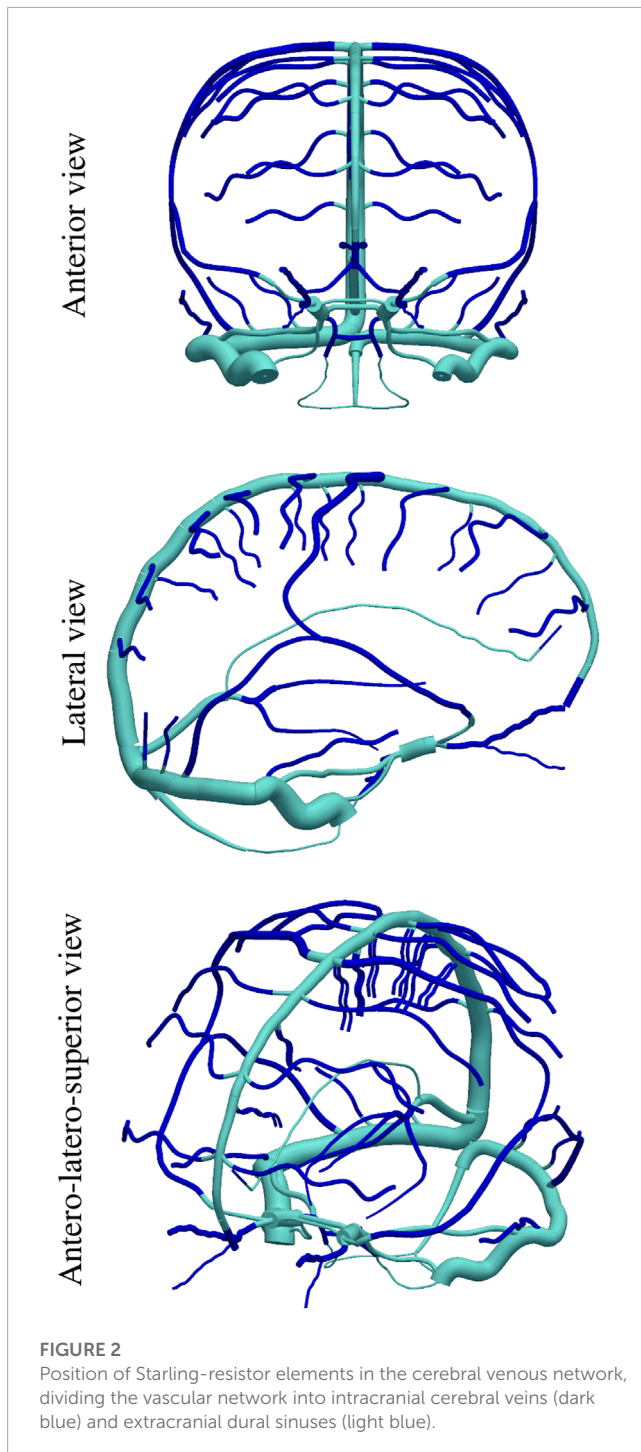 Anterior view
Lateral view
Antero-latero-superior view
FIGURE 2
Position of Starling-resistor elements in the cerebral venous network,
dividing the vascular network into intracranial cerebral veins (dark
blue) and extracranial dural sinuses (light blue).